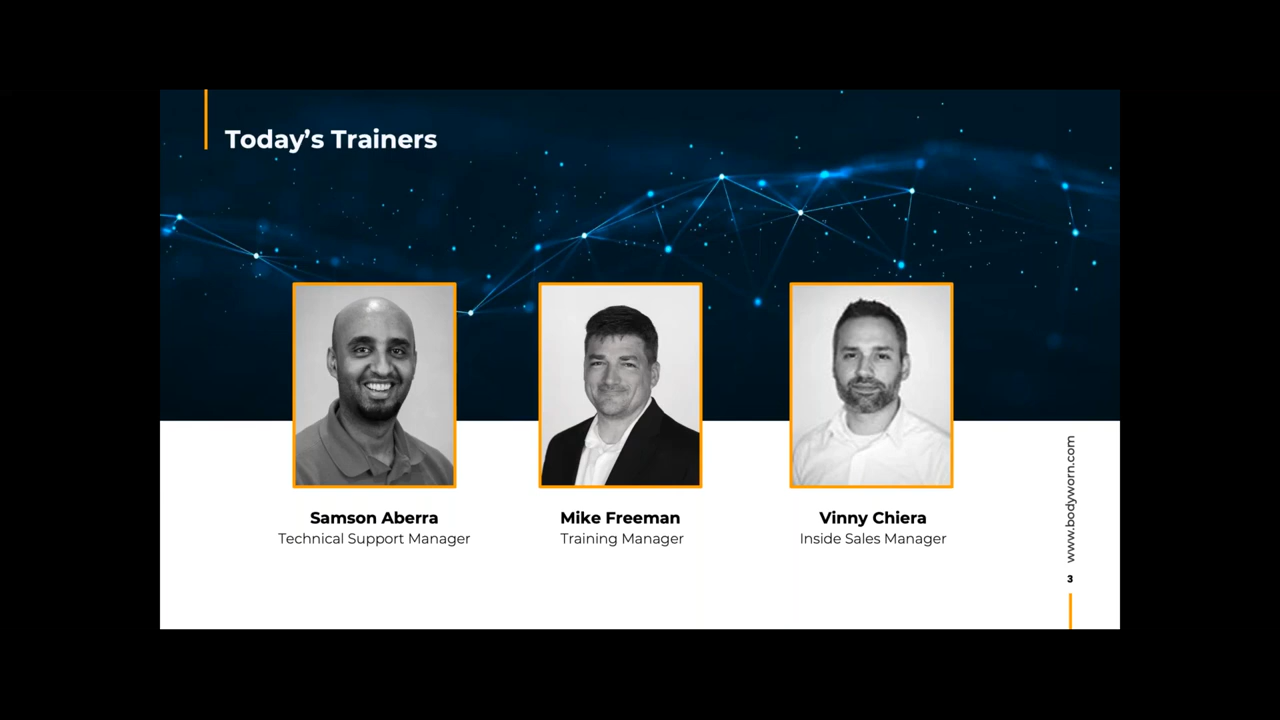 Today’s Trainers
Samson Aberra
Technical Support Manager
Mike Freeman
Training Manager
Vinny Chiera
Inside Sales Manager
www.bodyworn.com
3